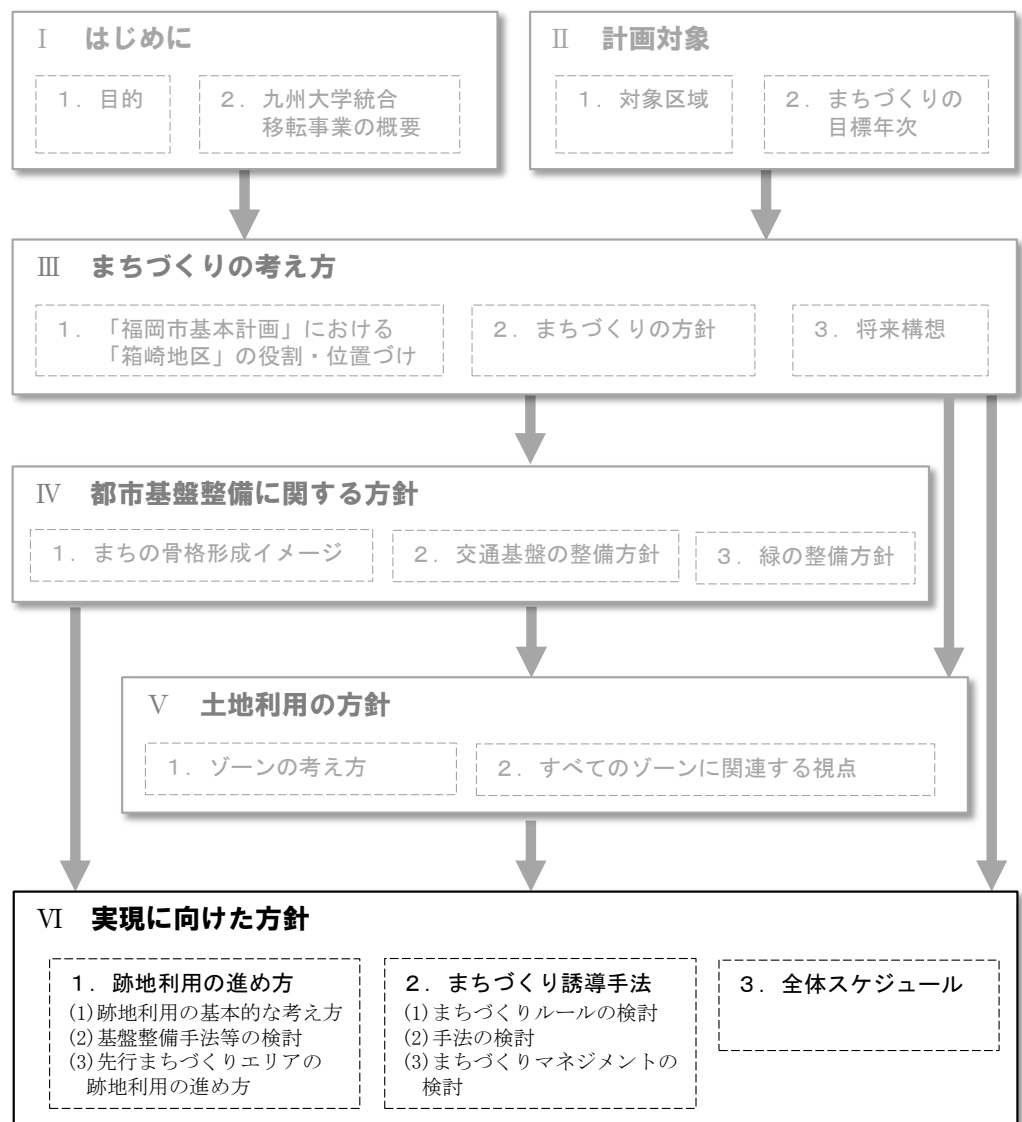 Ⅰ はじめに
1．目的
2．九州大学統合
移転事業の概要
Ⅱ 計画対象
1．対象区域
2．まちづくりの
目標年次
Ⅲ まちづくりの考え方
1．「福岡市基本計画」における
「箱崎地区」の役割・位置づけ
2．まちづくりの方針
3．将来構想
Ⅳ 都市基盤整備に関する方針
1．まちの骨格形成イメージ
2．交通基盤の整備方針
3．緑の整備方針
Ⅴ 土地利用の方針
1．ゾーンの考え方
2．すべてのゾーンに関連する視点
Ⅵ 実現に向けた方針
1．跡地利用の進め方
(1)跡地利用の基本的な考え方
(2)基盤整備手法等の検討
(3)先行まちづくりエリアの
跡地利用の進め方
2．まちづくり誘導手法
(1)まちづくりルールの検討
(2)手法の検討
(3)まちづくりマネジメントの
検討
3．全体スケジュール